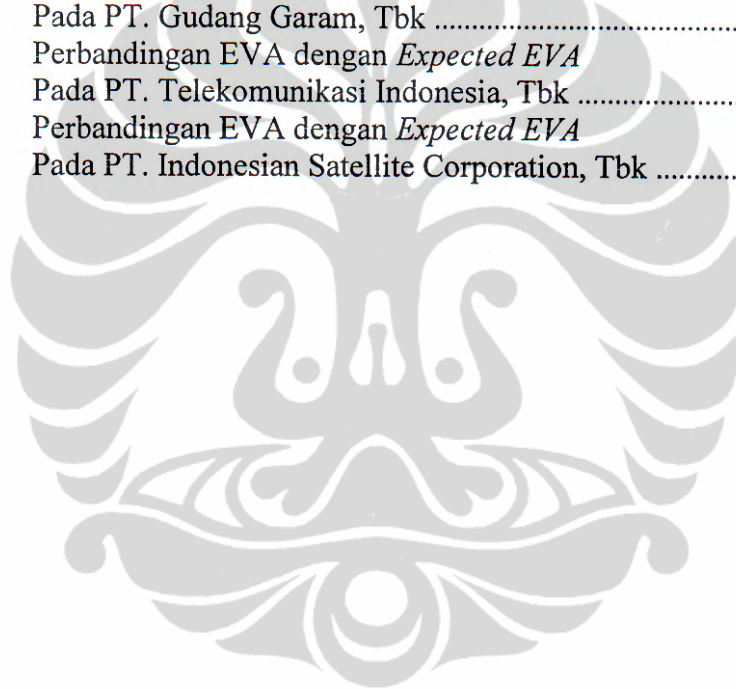 Pada PT. Gudang Garam, Tbk ........................................
Perbandingan EVA dengan Expected EVA
Pada PT. Telekomunikasi Indonesia, Tbk .....................
Perbandingan EVA dengan Expected EVA
Pada PT. Indonesian Satellite Corporation, Tbk ...........